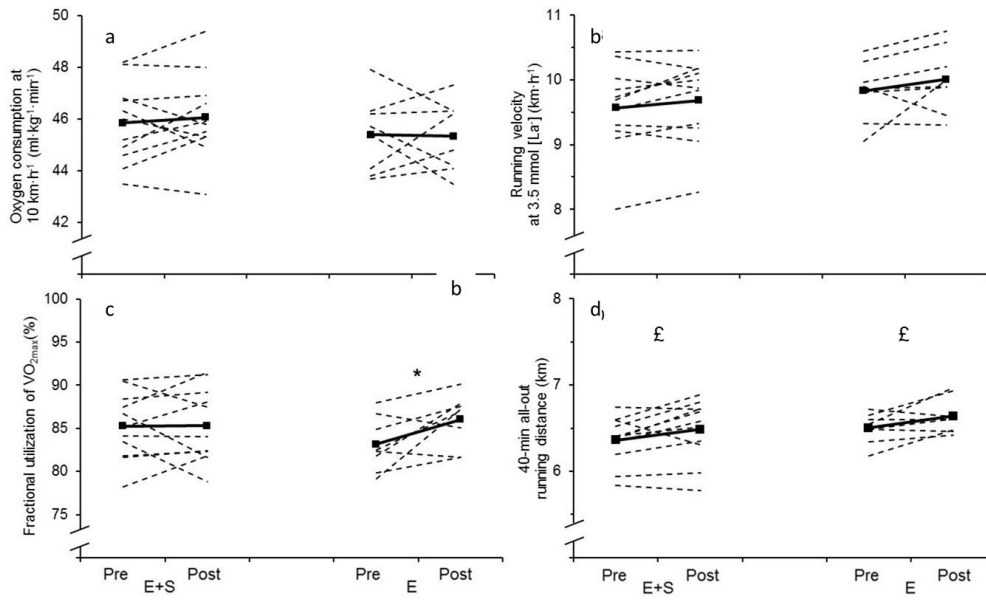 a
Oxygen consumption at
10 km·h⁻¹ (ml·kg⁻¹·min⁻¹)
50
48
46
44
42
b
Running velocity
at 3.5 mmol [La⁻] (km·h⁻¹)
11
10
9
8
b
c
Fractional utilization of VO₂max(%)
100
95
90
85
80
75
*
Pre Post Pre Post
E+S E
d
40-min all-out
running distance (km)
8
7
6
£ £
Pre Post Pre Post
E+S E